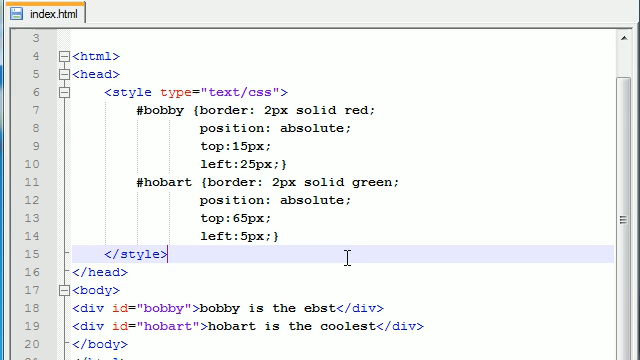 index.html
3
4 <html>
5 <head>
6 <style type="text/css">
7 #bobby {border: 2px solid red;
8 position: absolute;
9 top:15px;
10 left:25px;}
11 #hobart {border: 2px solid green;
12 position: absolute;
13 top:65px;
14 left:5px;}
15 </style>
16 </head>
17 <body>
18 <div id="bobby">bobby is the ebst</div>
19 <div id="hobart">hobart is the coolest</div>
20 </body>